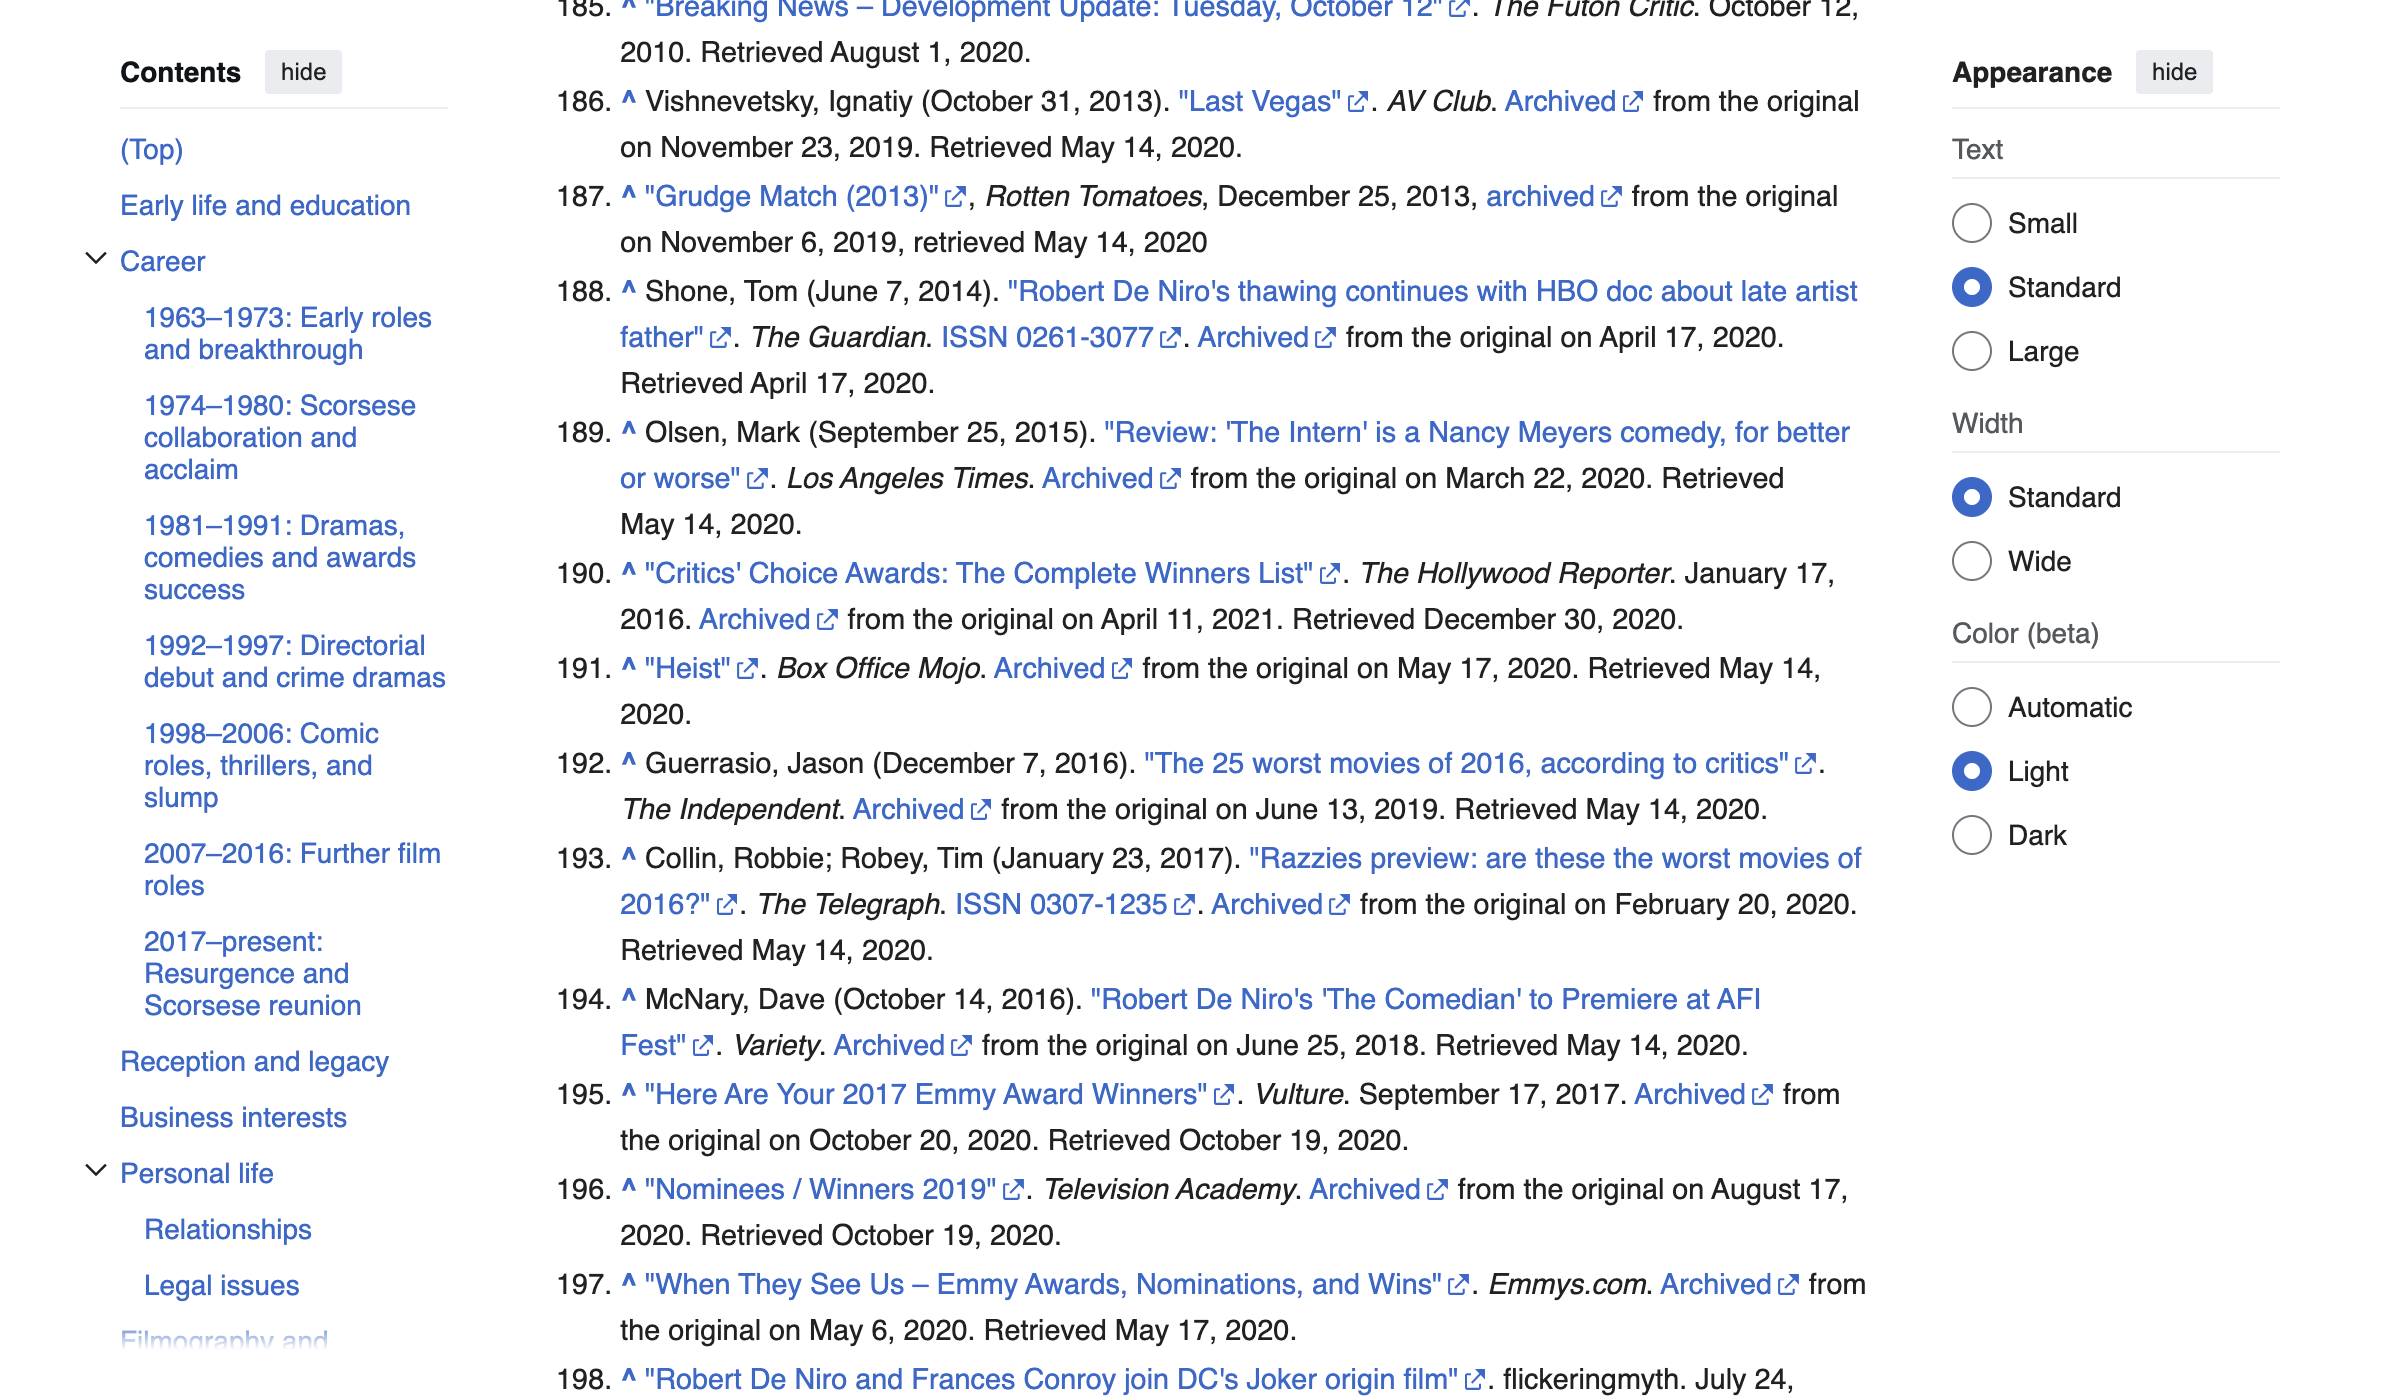 Contents hide
(Top)
Early life and education
Career
1963–1973: Early roles
and breakthrough
1974–1980: Scorsese
collaboration and
acclaim
1981–1991: Dramas,
comedies and awards
success
1992–1997: Directorial
debut and crime dramas
1998–2006: Comic
roles, thrillers, and
slump
2007–2016: Further film
roles
2017–present:
Resurgence and
Scorsese reunion
Reception and legacy
Business interests
Personal life
Relationships
Legal issues
Filmography and
185. ^ "Breaking News – Development Update: Tuesday, October 12". The Futon Critic. October 12,
2010. Retrieved August 1, 2020.
186. ^ Vishnevetsky, Ignatiy (October 31, 2013). "Last Vegas". AV Club. Archived from the original
on November 23, 2019. Retrieved May 14, 2020.
187. ^ "Grudge Match (2013)", Rotten Tomatoes, December 25, 2013, archived from the original
on November 6, 2019, retrieved May 14, 2020
188. ^ Shone, Tom (June 7, 2014). "Robert De Niro's thawing continues with HBO doc about late artist
father". The Guardian. ISSN 0261-3077. Archived from the original on April 17, 2020.
Retrieved April 17, 2020.
189. ^ Olsen, Mark (September 25, 2015). "Review: 'The Intern' is a Nancy Meyers comedy, for better
or worse". Los Angeles Times. Archived from the original on March 22, 2020. Retrieved
May 14, 2020.
190. ^ "Critics' Choice Awards: The Complete Winners List". The Hollywood Reporter. January 17,
2016. Archived from the original on April 11, 2021. Retrieved December 30, 2020.
191. ^ "Heist". Box Office Mojo. Archived from the original on May 17, 2020. Retrieved May 14,
2020.
192. ^ Guerrasio, Jason (December 7, 2016). "The 25 worst movies of 2016, according to critics".
The Independent. Archived from the original on June 13, 2019. Retrieved May 14, 2020.
193. ^ Collin, Robbie; Robey, Tim (January 23, 2017). "Razzies preview: are these the worst movies of
2016?". The Telegraph. ISSN 0307-1235. Archived from the original on February 20, 2020.
Retrieved May 14, 2020.
194. ^ McNary, Dave (October 14, 2016). "Robert De Niro's 'The Comedian' to Premiere at AFI
Fest". Variety. Archived from the original on June 25, 2018. Retrieved May 14, 2020.
195. ^ "Here Are Your 2017 Emmy Award Winners". Vulture. September 17, 2017. Archived from
the original on October 20, 2020. Retrieved October 19, 2020.
196. ^ "Nominees / Winners 2019". Television Academy. Archived from the original on August 17,
2020. Retrieved October 19, 2020.
197. ^ "When They See Us – Emmy Awards, Nominations, and Wins". Emmys.com. Archived from
the original on May 6, 2020. Retrieved May 17, 2020.
198. ^ "Robert De Niro and Frances Conroy join DC's Joker origin film". flickeringmyth. July 24,
Appearance hide
Text
Small
Standard
Large
Width
Standard
Wide
Color (beta)
Automatic
Light
Dark